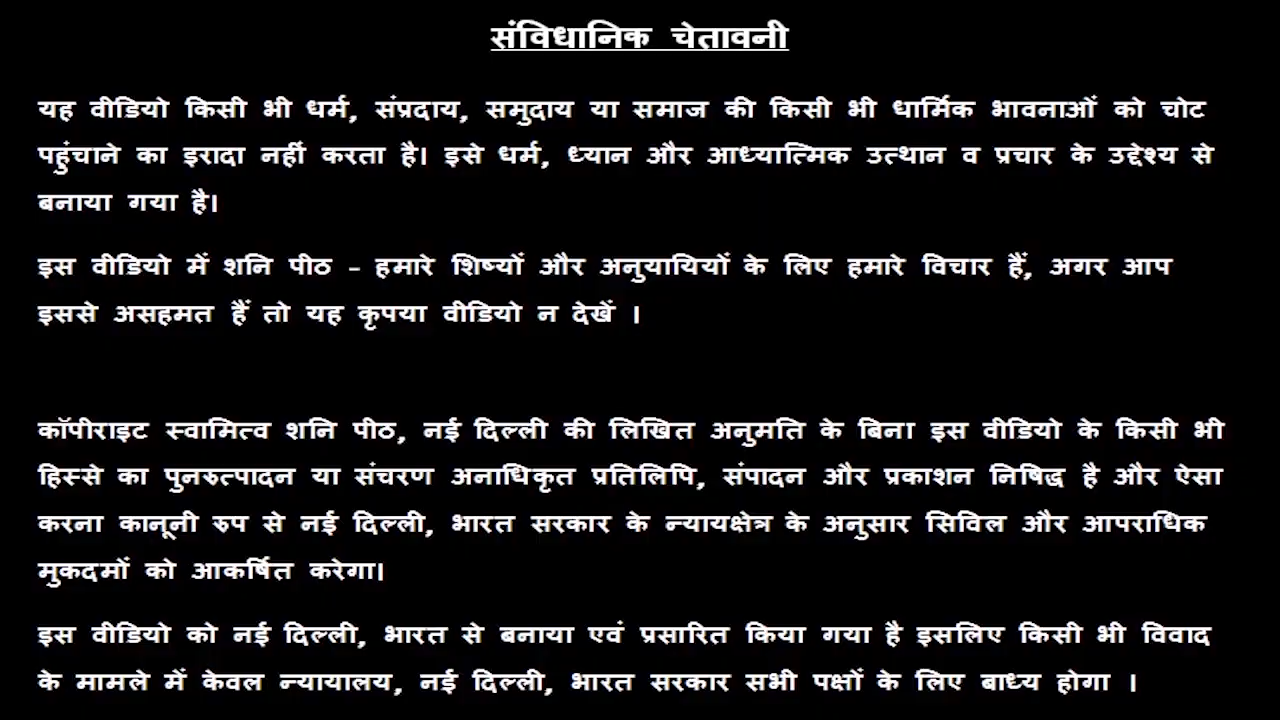 संविधानिक चेतावनी
यह वीडियो किसी भी धर्म, संप्रदाय, समुदाय या समाज की किसी भी धार्मिक भावनाओं को चोट
पहुंचाने का इरादा नहीं करता है। इसे धर्म, ध्यान और आध्यात्मिक उत्थान व प्रचार के उद्देश्य से
बनाया गया है।
इस वीडियो में शनि पीठ – हमारे शिष्यों और अनुयायियों के लिए हमारे विचार हैं, अगर आप
इससे असहमत हैं तो यह कृपया वीडियो न देखें ।
कॉपीराइट स्वामित्व शनि पीठ, नई दिल्ली की लिखित अनुमति के बिना इस वीडियो के किसी भी
हिस्से का पुनरुत्पादन या संचरण अनाधिकृत प्रतिलिपि, संपादन और प्रकाशन निषिद्ध है और ऐसा
करना कानूनी रुप से नई दिल्ली, भारत सरकार के न्यायक्षेत्र के अनुसार सिविल और आपराधिक
मुकदमों को आकर्षित करेगा।
इस वीडियो को नई दिल्ली, भारत से बनाया एवं प्रसारित किया गया है इसलिए किसी भी विवाद
के मामले में केवल न्यायालय, नई दिल्ली, भारत सरकार सभी पक्षों के लिए बाध्य होगा ।